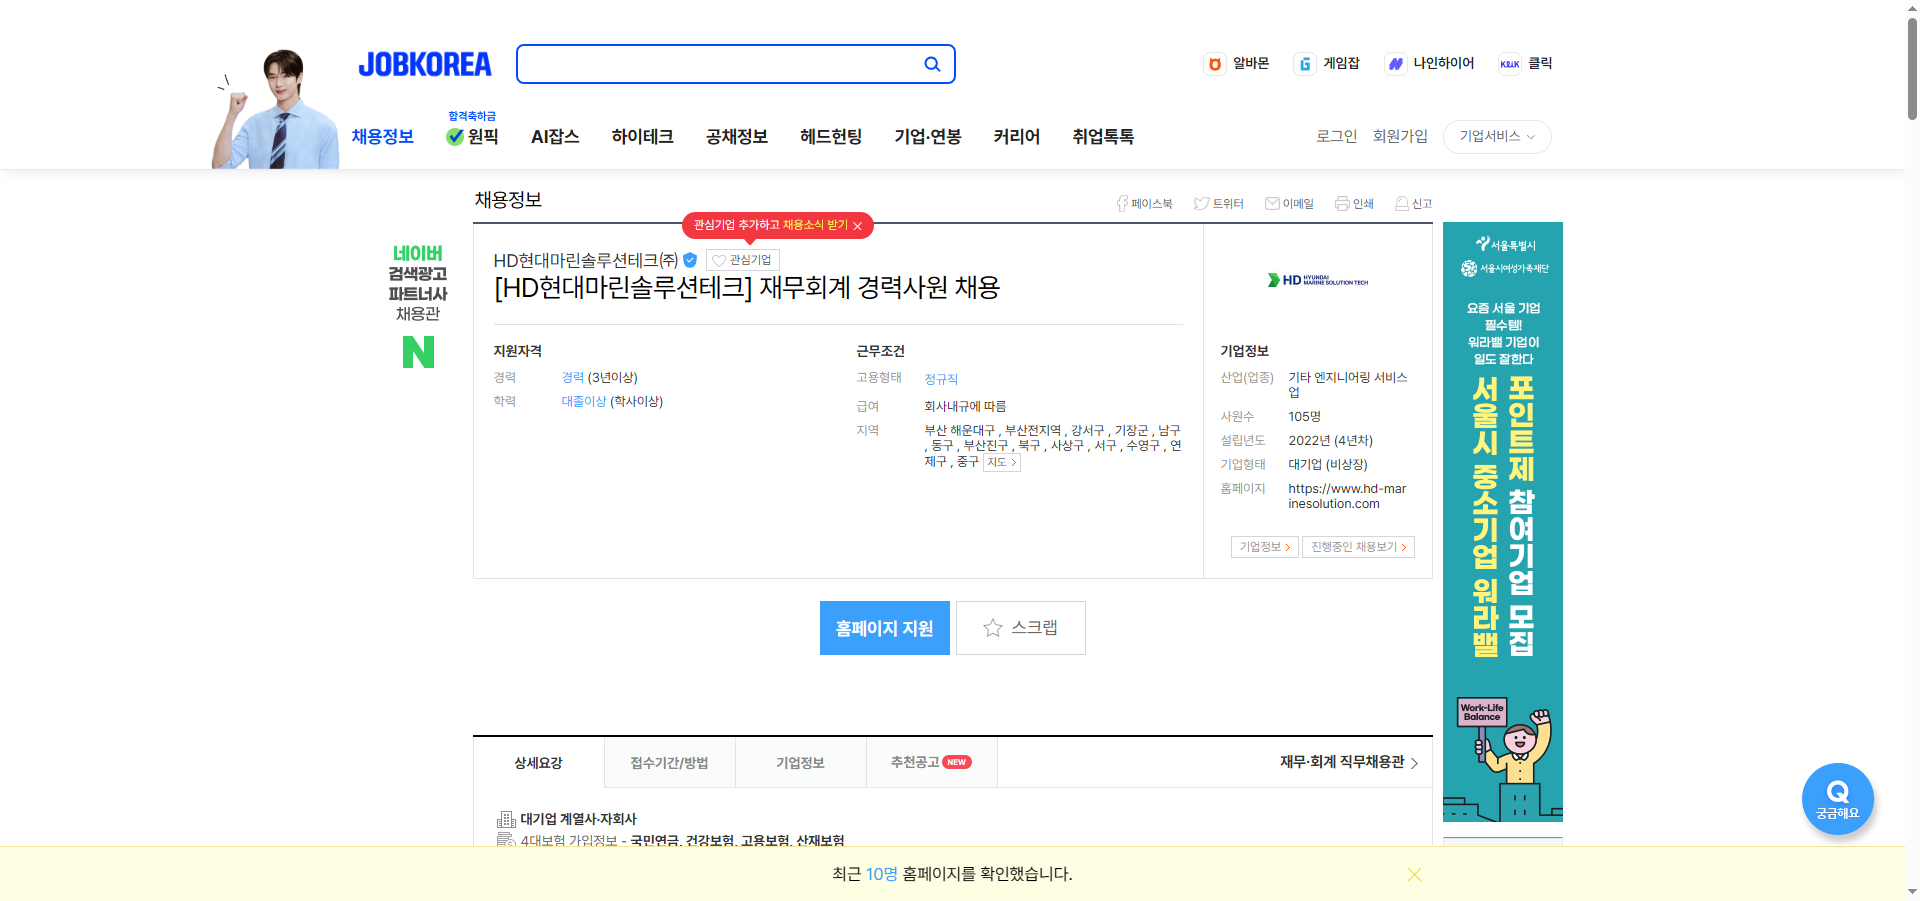 JOBKOREA
알바몬
게임잡
나인하이어
K&K 클릭
채용정보
합격축하금
원픽
AI잡스
하이테크
공채정보
헤드헌팅
기업·연봉
커리어
취업톡톡
로그인
회원가입
기업서비스
채용정보
페이스북
트위터
이메일
인쇄
신고
관심기업 추가하고 채용소식 받기
네이버
검색광고
파트너사
채용관
N
HD현대마린솔루션테크(주)
관심기업
[HD현대마린솔루션테크] 재무회계 경력사원 채용
지원자격
경력 경력 (3년이상)
학력 대졸이상 (학사이상)
근무조건
고용형태 정규직
급여 회사내규에 따름
지역 부산 해운대구 , 부산전지역 , 강서구 , 기장군 , 남구
, 동구 , 부산진구 , 북구 , 사상구 , 서구 , 수영구 , 연
제구 , 중구 지도
HD HYUNDAI
MARINE SOLUTION TECH
기업정보
산업(업종) 기타 엔지니어링 서비스
업
사원수 105명
설립년도 2022년 (4년차)
기업형태 대기업 (비상장)
홈페이지 https://www.hd-mar
inesolution.com
기업정보
진행중인 채용보기
홈페이지 지원
스크랩
서울특별시
서울시여성가족재단
요즘 서울 기업
필수템!
워라밸 기업이
일도 잘한다
서울시 중소기업 워라밸
포인트제 참여기업 모집
Work-Life
Balance
상세요강
접수기간/방법
기업정보
추천공고 NEW
재무·회계 직무채용관
대기업 계열사·자회사
4대보험 가입정보 - 국민연금, 건강보험, 고용보험, 산재보험
Q
궁금해요
최근 10명 홈페이지를 확인했습니다.